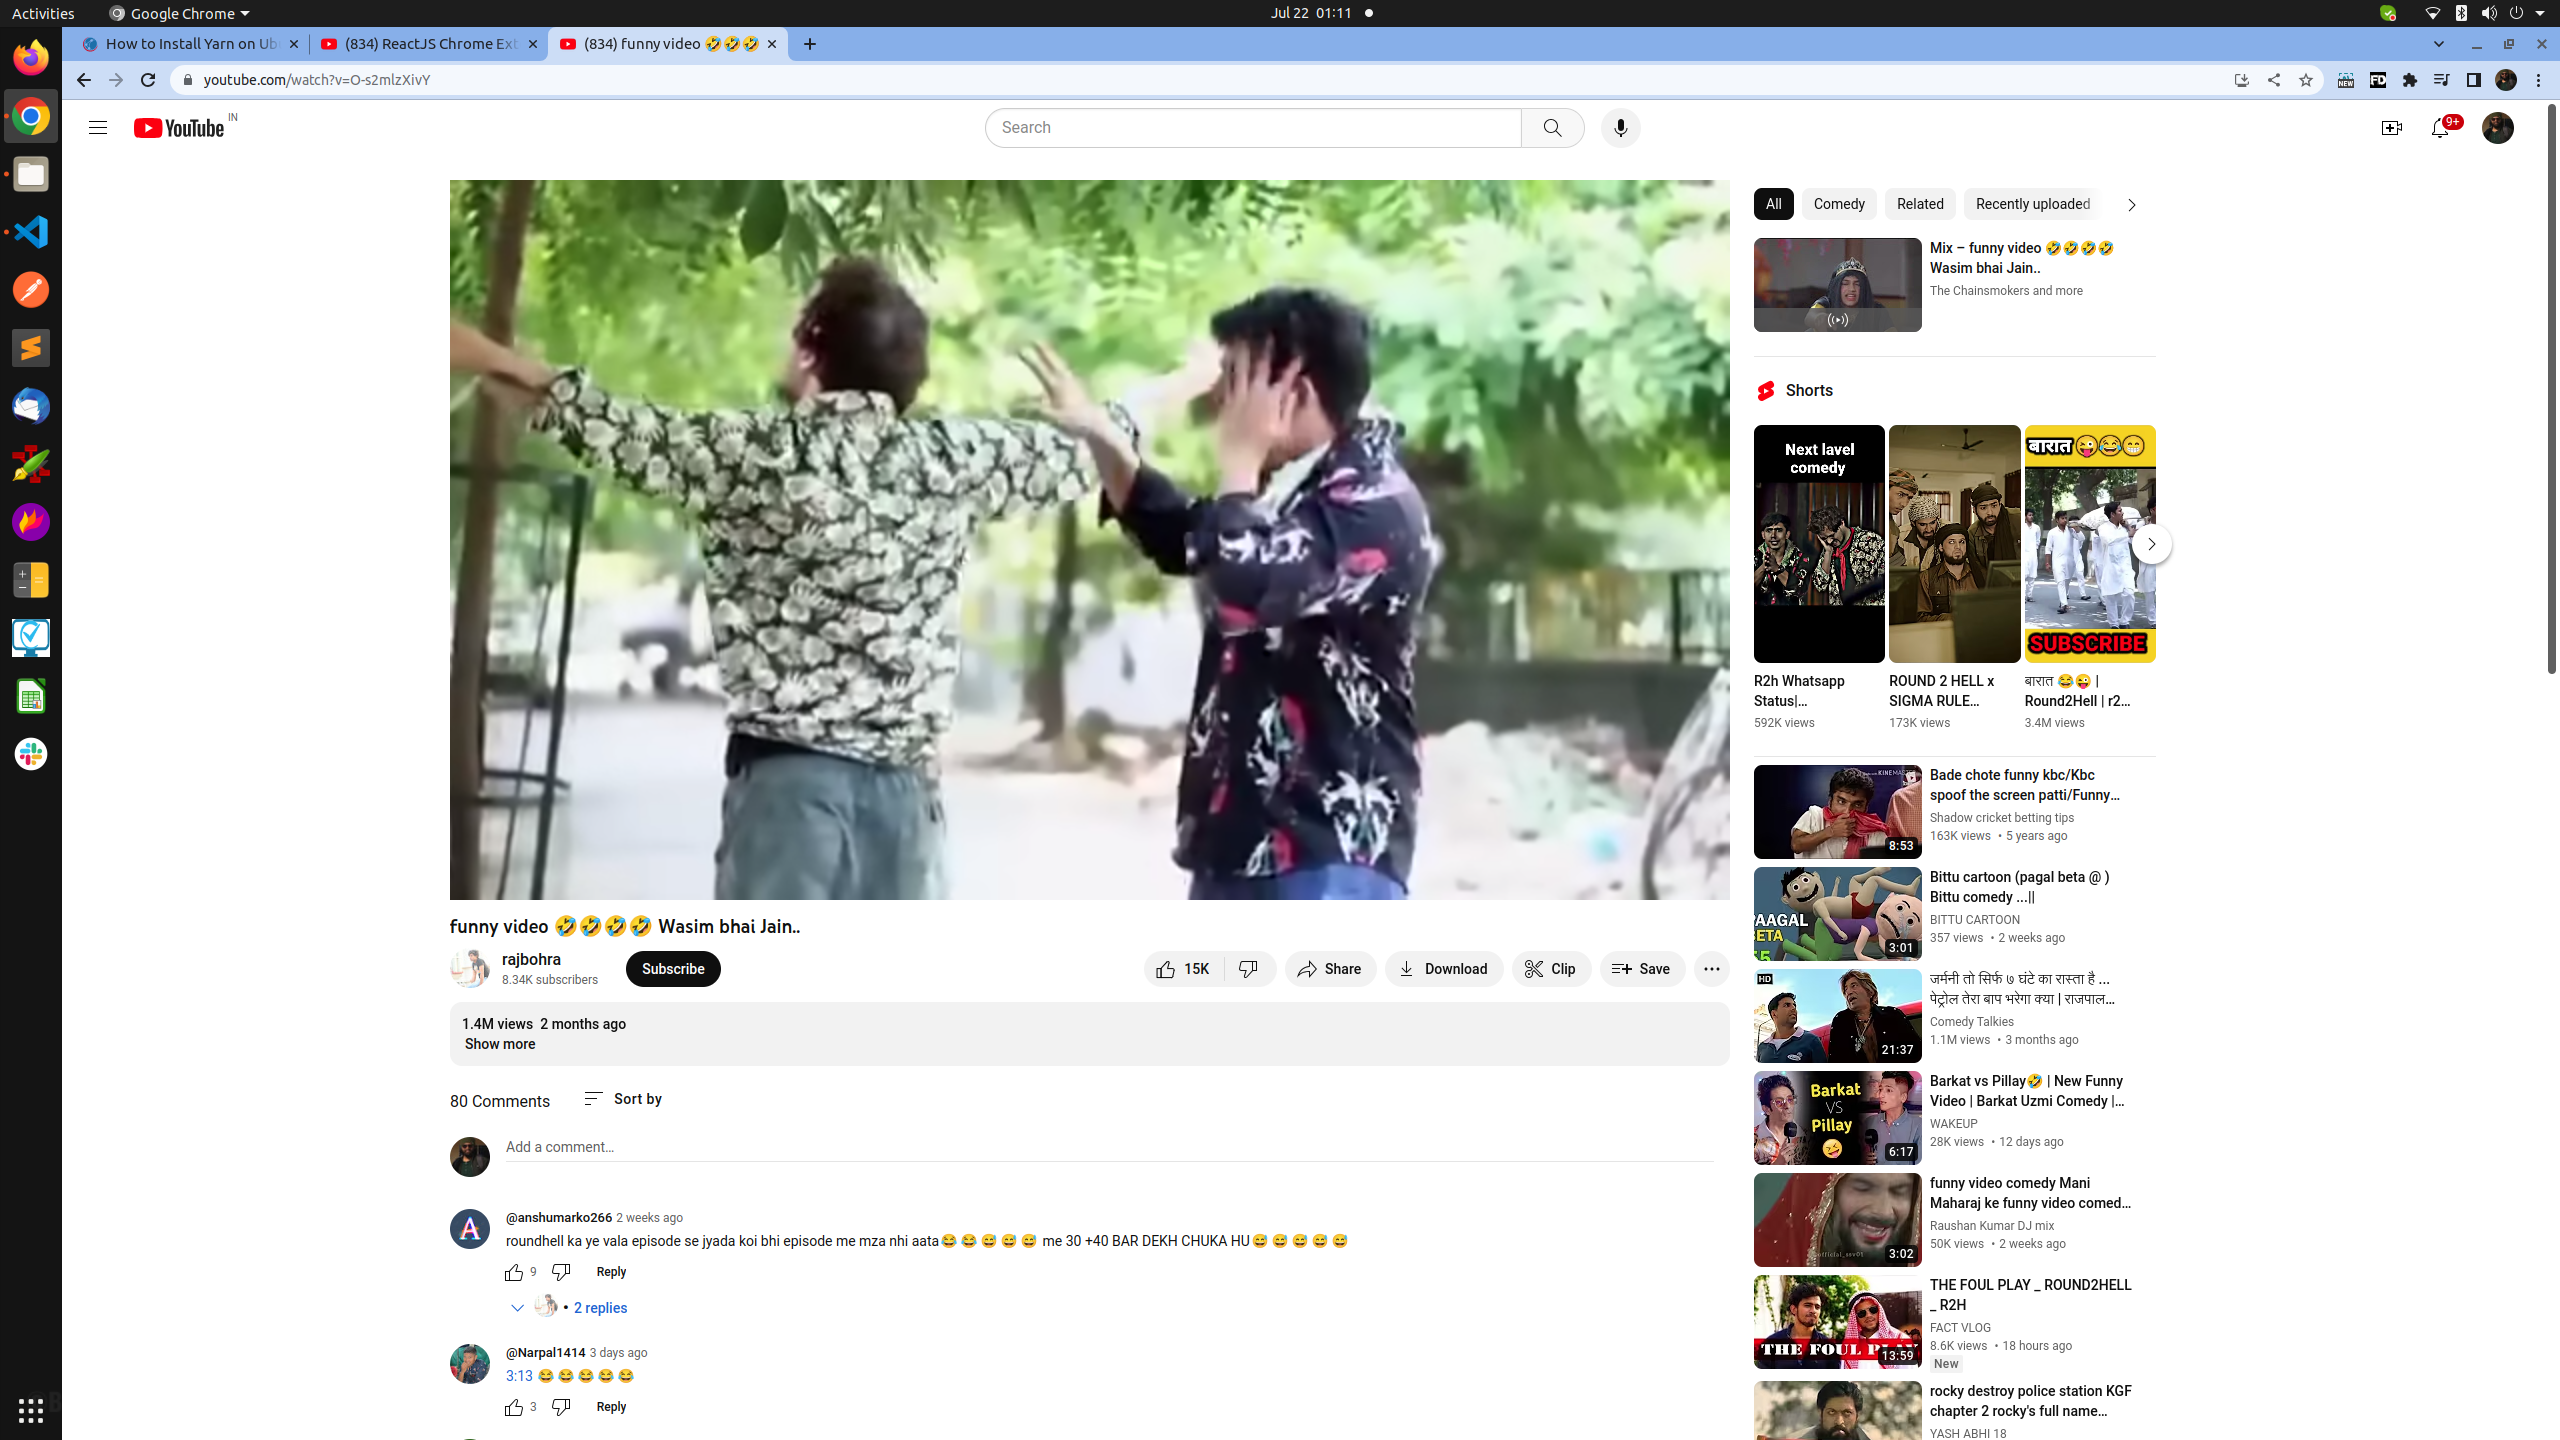 Activities
Google Chrome
Jul 22 01:11
How to Install Yarn on Ub
(834) ReactJS Chrome Ext
(834) funny video 🤣🤣🤣
youtube.com/watch?v=O-s2mlzXivY
NEW
FD
YouTube IN
Search
9+
All
Comedy
Related
Recently uploaded
Mix – funny video 🤣🤣🤣🤣
Wasim bhai Jain..
The Chainsmokers and more
Shorts
Next lavel
comedy
बारात 😜😂😁
SUBSCRIBE
R2h Whatsapp
Status|...
592K views
ROUND 2 HELL x
SIGMA RULE...
173K views
बारात 😂😜 |
Round2Hell | r2...
3.4M views
funny video 🤣🤣🤣🤣 Wasim bhai Jain..
rajbohra
8.34K subscribers
Subscribe
15K
Share
Download
Clip
Save
1.4M views 2 months ago
Show more
80 Comments
Sort by
Add a comment...
@anshumarko266 2 weeks ago
roundhell ka ye vala episode se jyada koi bhi episode me mza nhi aata😂 😂 😅 😅 😅 me 30 +40 BAR DEKH CHUKA HU😅 😅 😅 😅 😅
9
Reply
• 2 replies
@Narpal1414 3 days ago
3:13 😂 😂 😂 😂 😂
3
Reply
KINEMASTER
8:53
Bade chote funny kbc/Kbc
spoof the screen patti/Funny...
Shadow cricket betting tips
163K views • 5 years ago
PAAGAL
BETA
55
3:01
Bittu cartoon (pagal beta @ )
Bittu comedy ...||
BITTU CARTOON
357 views • 2 weeks ago
HD
21:37
जर्मनी तो सिर्फ ७ घंटे का रास्ता है ...
पेट्रोल तेरा बाप भरेगा क्या | राजपाल...
Comedy Talkies
1.1M views • 3 months ago
Barkat
VS
Pillay
6:17
Barkat vs Pillay🤣 | New Funny
Video | Barkat Uzmi Comedy |...
WAKEUP
28K views • 12 days ago
3:02
funny video comedy Mani
Maharaj ke funny video comed...
Raushan Kumar DJ mix
50K views • 2 weeks ago
THE FOUL PLAY
13:59
THE FOUL PLAY _ ROUND2HELL
_ R2H
FACT VLOG
8.6K views • 18 hours ago
New
rocky destroy police station KGF
chapter 2 rocky's full name...
YASH ABHI 18